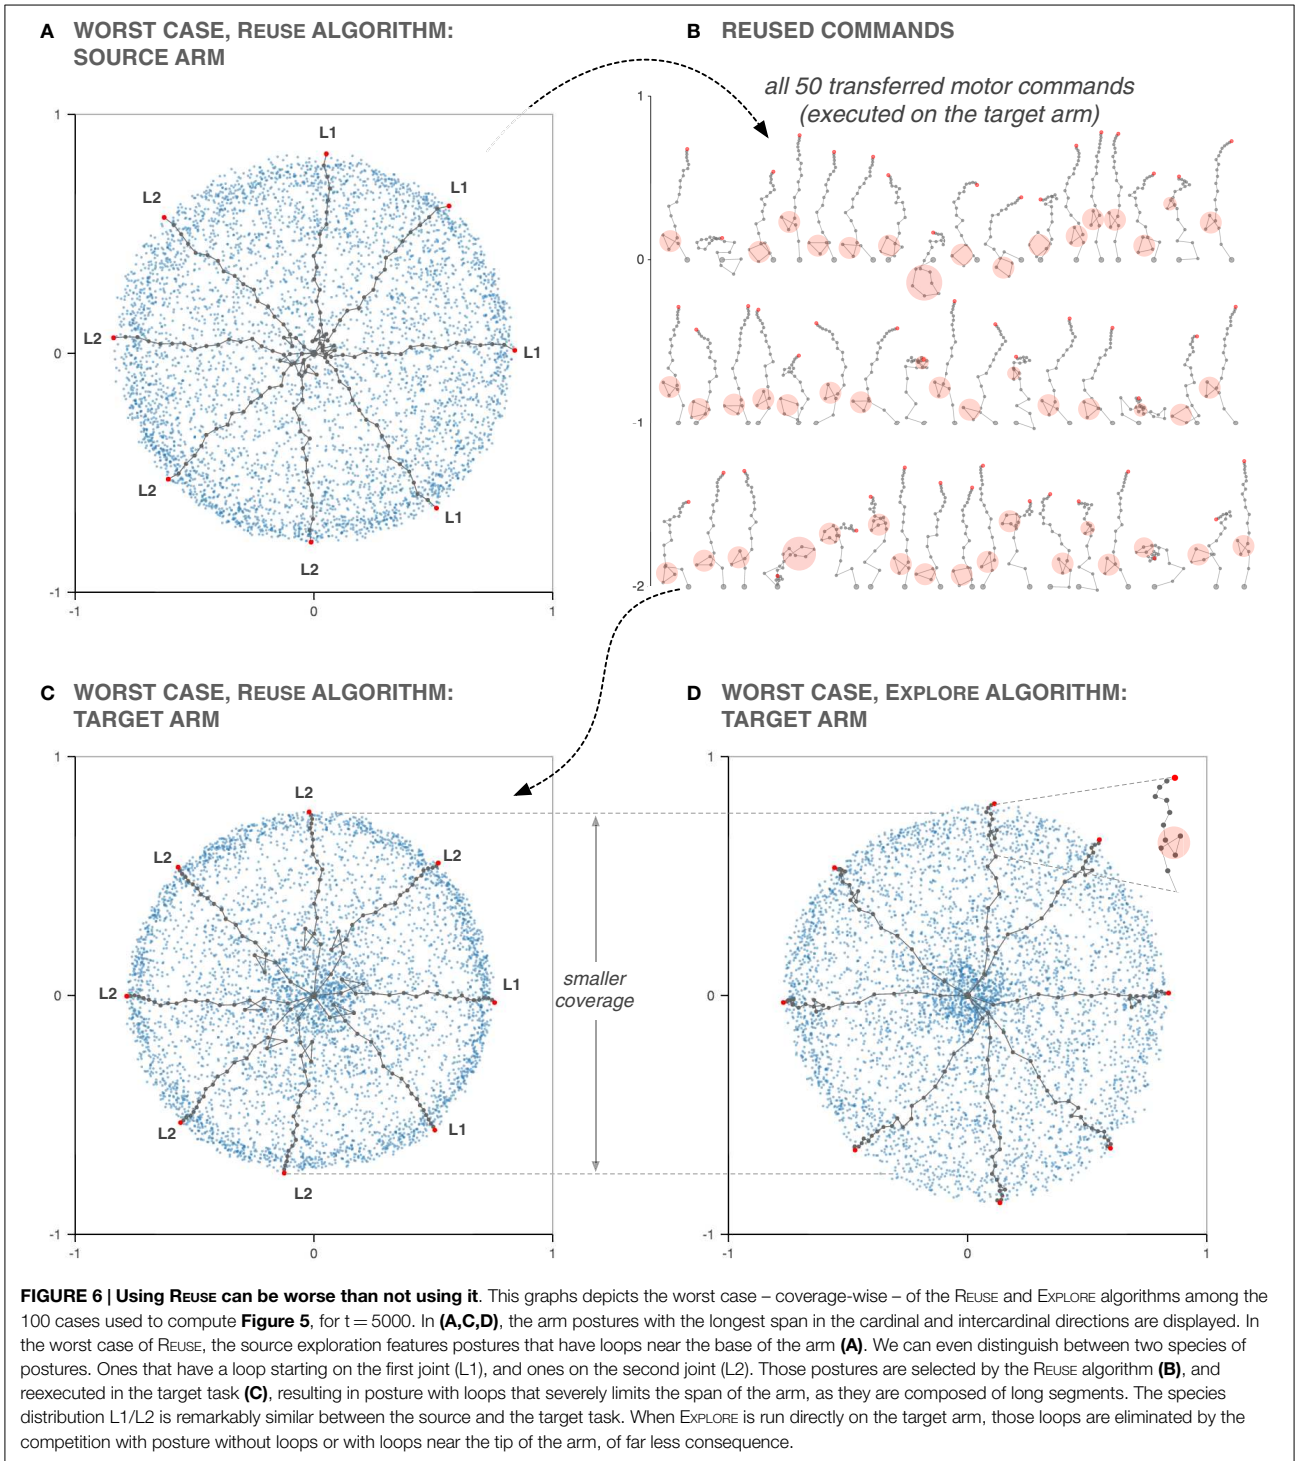 A WORST CASE, REUSE ALGORITHM:
SOURCE ARM
1
0
-1
-1
0
1
L1
L1
L2
L2
L1
L2
L1
L2
B REUSED COMMANDS
all 50 transferred motor commands
(executed on the target arm)
1
0
-1
-2
C WORST CASE, REUSE ALGORITHM:
TARGET ARM
1
0
-1
-1
0
1
L2
L2
L2
L2
L1
L2
L1
L2
smaller
coverage
D WORST CASE, EXPLORE ALGORITHM:
TARGET ARM
1
0
-1
-1
0
1
FIGURE 6 | Using REUSE can be worse than not using it. This graphs depicts the worst case – coverage-wise – of the REUSE and EXPLORE algorithms among the
100 cases used to compute Figure 5, for t = 5000. In (A,C,D), the arm postures with the longest span in the cardinal and intercardinal directions are displayed. In
the worst case of REUSE, the source exploration features postures that have loops near the base of the arm (A). We can even distinguish between two species of
postures. Ones that have a loop starting on the first joint (L1), and ones on the second joint (L2). Those postures are selected by the REUSE algorithm (B), and
reexecuted in the target task (C), resulting in posture with loops that severely limits the span of the arm, as they are composed of long segments. The species
distribution L1/L2 is remarkably similar between the source and the target task. When EXPLORE is run directly on the target arm, those loops are eliminated by the
competition with posture without loops or with loops near the tip of the arm, of far less consequence.